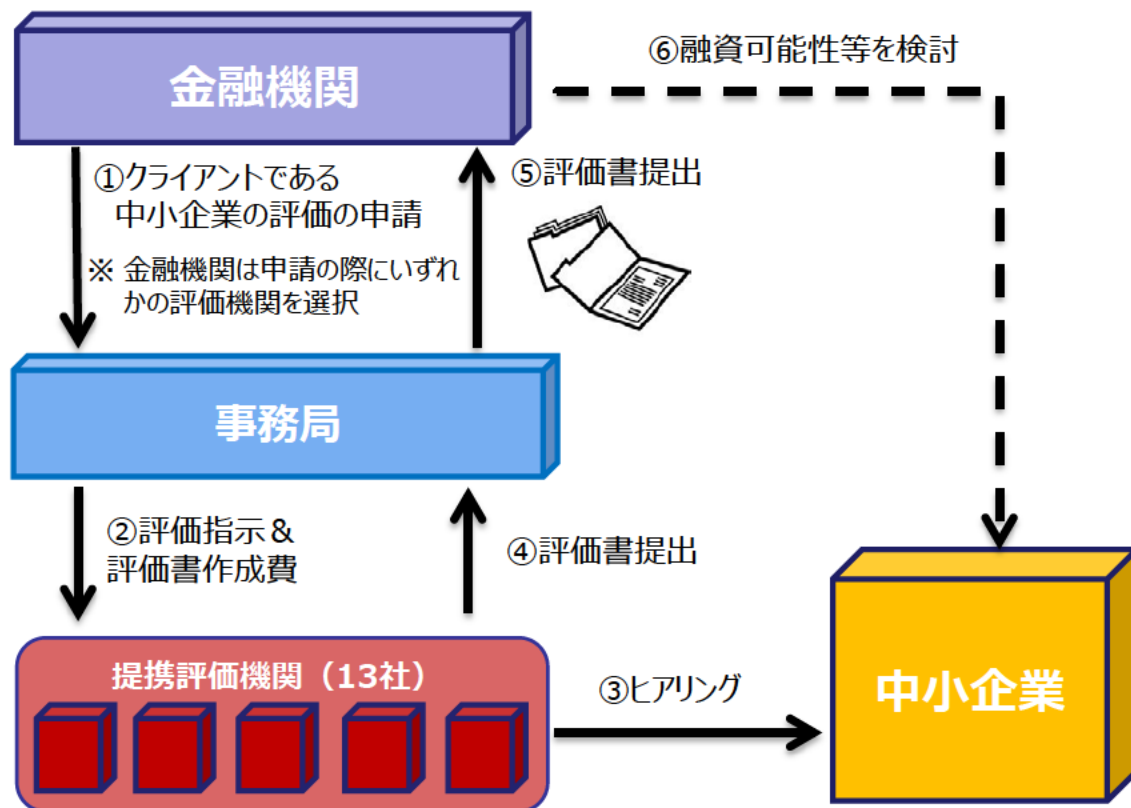 金融機関
⑥融資可能性等を検討
①クライアントである
中小企業の評価の申請
※ 金融機関は申請の際にいずれ
かの評価機関を選択
⑤評価書提出
事務局
②評価指示＆
評価書作成費
④評価書提出
提携評価機関（13社）
③ヒアリング
中小企業